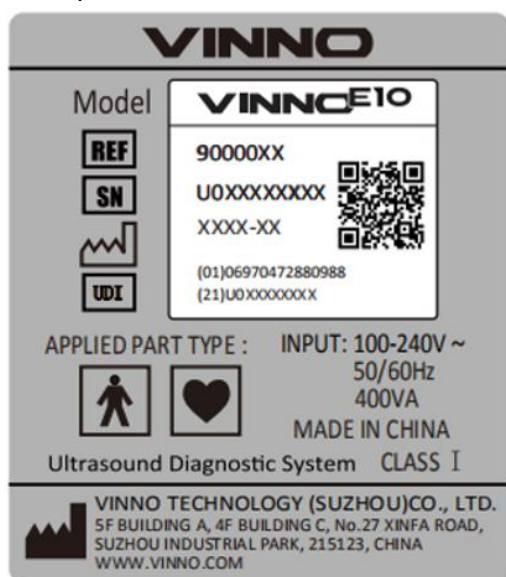 VINNO
Model VINNO E10
REF 90000XX
SN U0XXXXXXXX
XXXX-XX
UDI (01)06970472880988
(21)U0XXXXXXXX
APPLIED PART TYPE : INPUT: 100-240V ~
50/60Hz
400VA
MADE IN CHINA
Ultrasound Diagnostic System CLASS I
VINNO TECHNOLOGY (SUZHOU)CO., LTD.
5F BUILDING A, 4F BUILDING C, No.27 XINFA ROAD,
SUZHOU INDUSTRIAL PARK, 215123, CHINA
WWW.VINNO.COM